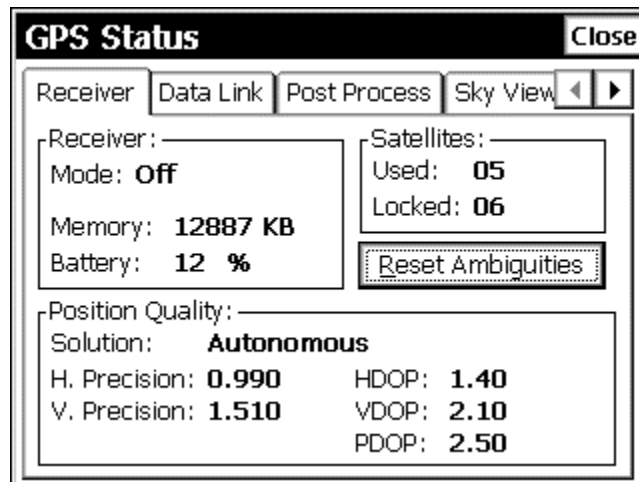 GPS Status Close
Receiver Data Link Post Process Sky View
Receiver:
Mode: Off
Memory: 12887 KB
Battery: 12 %
Satellites:
Used: 05
Locked: 06
Reset Ambiguities
Position Quality:
Solution: Autonomous
H. Precision: 0.990 HDOP: 1.40
V. Precision: 1.510 VDOP: 2.10
PDOP: 2.50